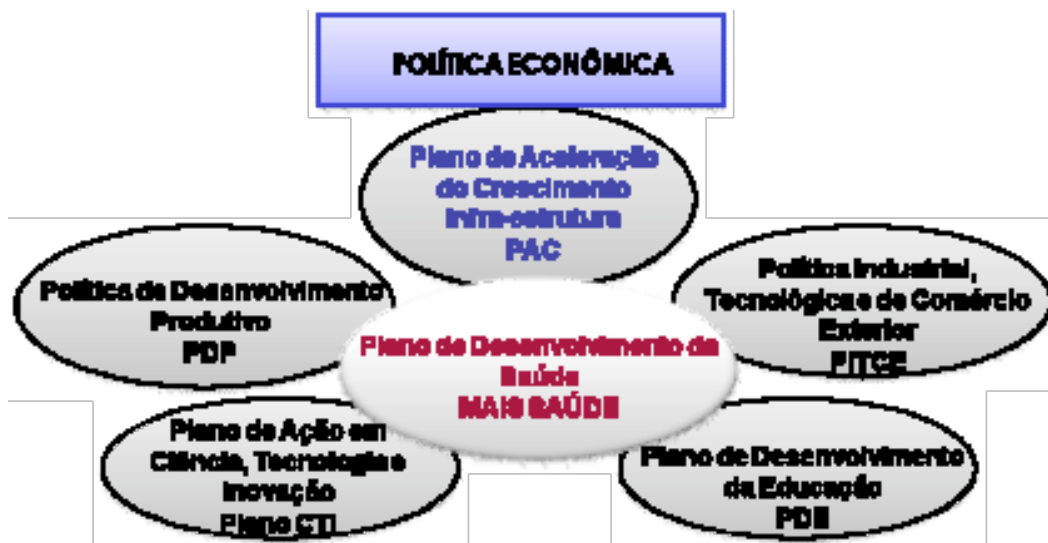 POLÍTICA ECONÔMICA
Plano de Aceleração
do Crescimento
Infra-estrutura
PAC
Política de Desenvolvimento
Produtivo
PDP
Política Industrial,
Tecnológica e de Comércio
Exterior
PITCE
Plano de Desenvolvimento da
Saúde
MAIS SAÚDE
Plano de Ação em
Ciência, Tecnologia e
Inovação
Plano CTI
Plano de Desenvolvimento
da Educação
PDE